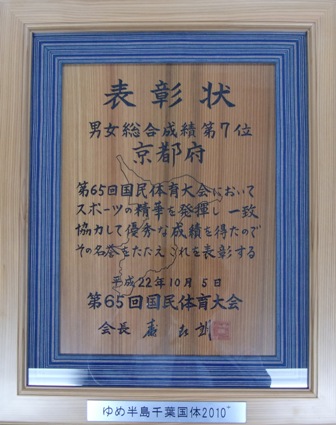 表彰状
男女総合成績第7位
京都府
第65回国民体育大会において
スポーツの精華を発揮し一致
協力して優秀な成績を得たので
その名誉をたたえこれを表彰する
平成22年10月5日
第65回国民体育大会
会長
ゆめ半島千葉国体2010